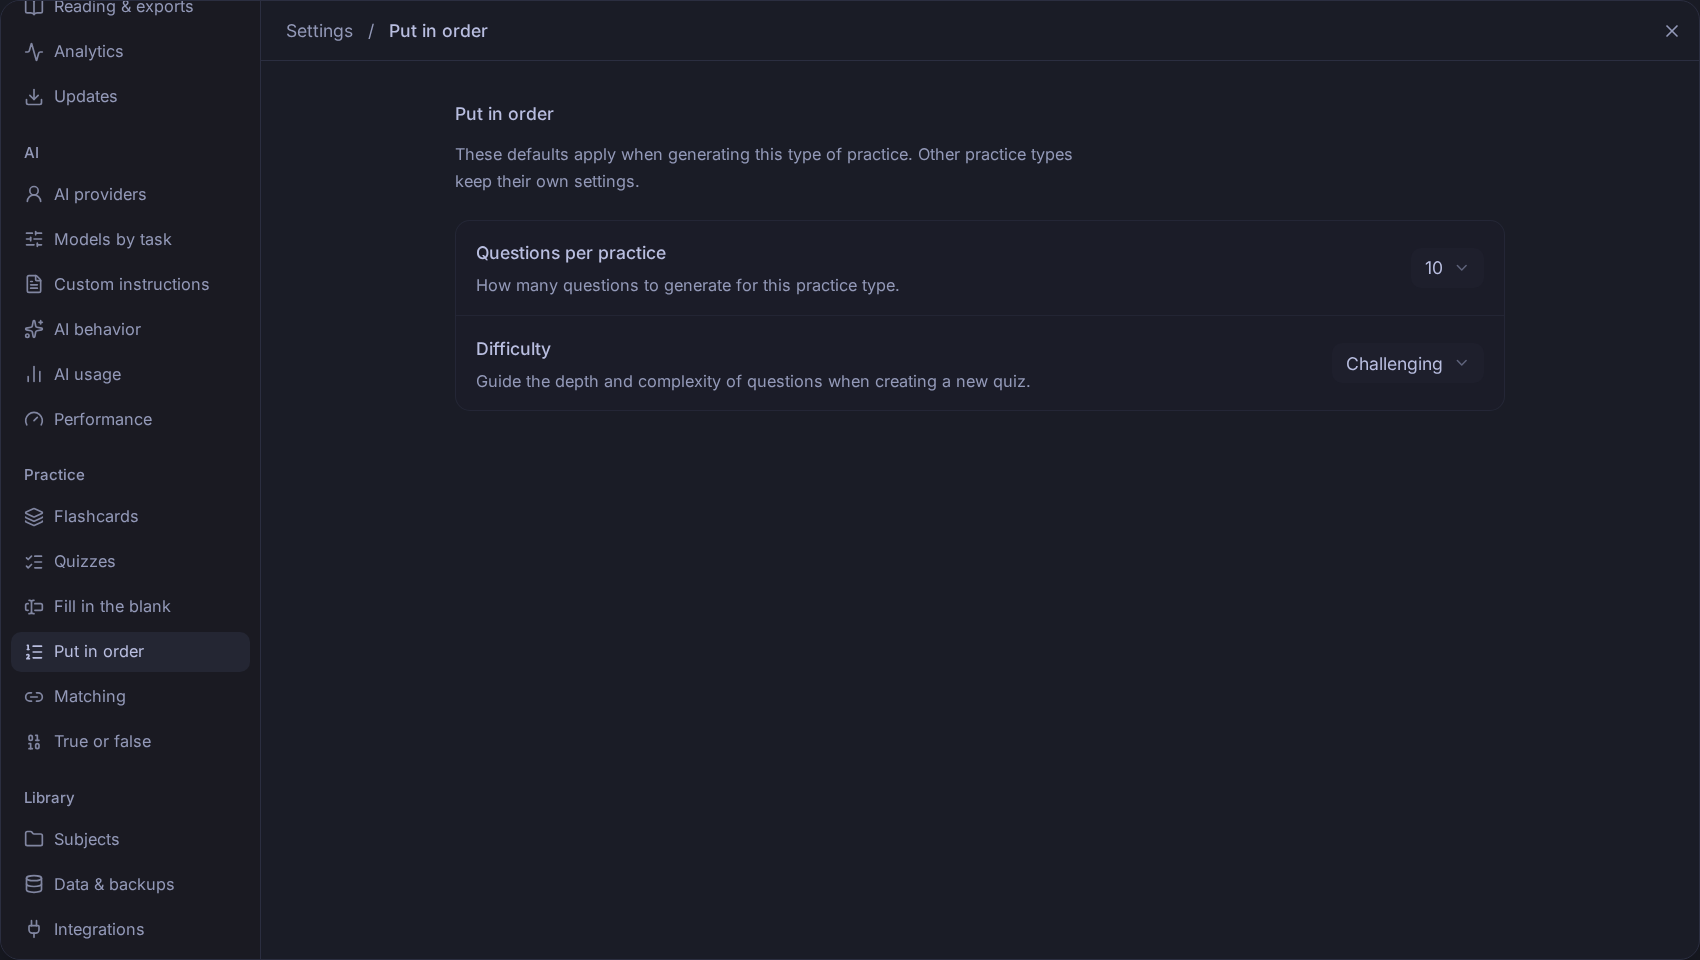 Reading & exports
Analytics
Updates
AI
AI providers
Models by task
Custom instructions
AI behavior
AI usage
Performance
Practice
Flashcards
Quizzes
Fill in the blank
Put in order
Matching
True or false
Library
Subjects
Data & backups
Integrations
Settings / Put in order
Put in order
These defaults apply when generating this type of practice. Other practice types
keep their own settings.
Questions per practice
How many questions to generate for this practice type.
10
Difficulty
Guide the depth and complexity of questions when creating a new quiz.
Challenging